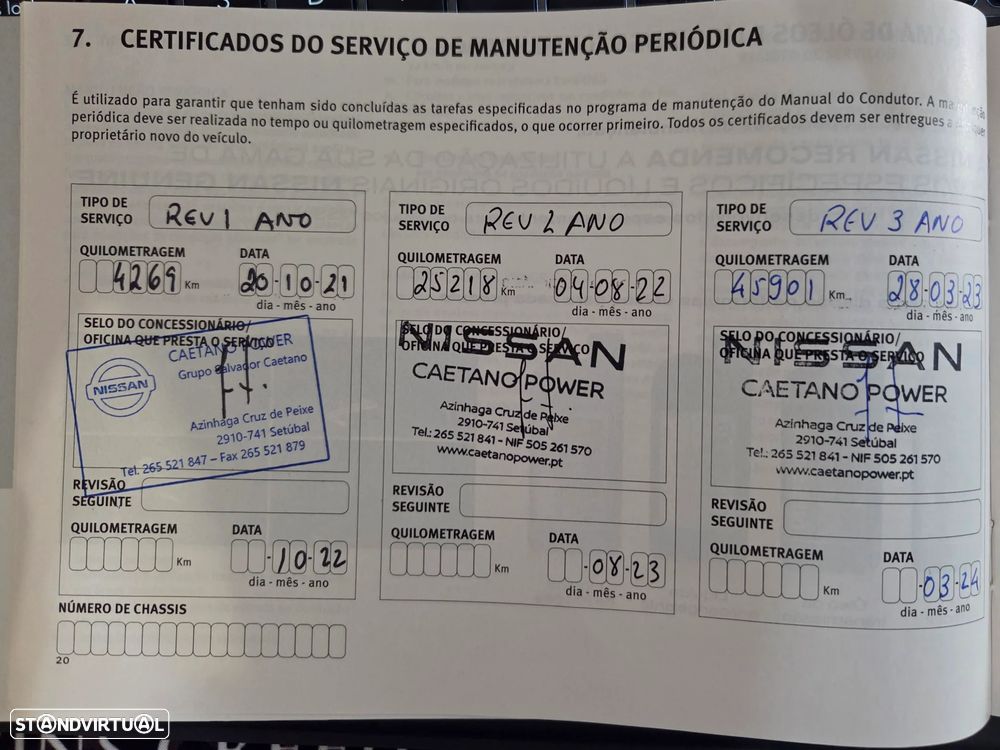 7. CERTIFICADOS DO SERVIÇO DE MANUTENÇÃO PERIÓDICA
É utilizado para garantir que tenham sido concluídas as tarefas especificadas no programa de manutenção do Manual do Condutor. A
periódica deve ser realizada no tempo ou quilometragem especificados, o que ocorrer primeiro. Todos os certificados devem ser entregues a
proprietário novo do veículo.
TIPO DE
SERVIÇO
REV 1 ANO
QUILOMETRAGEM
DATA
4269 Km
20-10-21
dia - mês - ano
SELO DO CONCESSIONÁRIO/
OFICINA QUE PRESTA O SERVIÇO
CAETANO POWER
Grupo Salvador Caetano
NISSAN
Azinhaga Cruz de Peixe
2910-741 Setúbal
Tel. 265 521 847 – Fax 265 521 879
REVISÃO
SEGUINTE
QUILOMETRAGEM
DATA
Km
-10-22
dia - mês - ano
TIPO DE
SERVIÇO
REV 2 ANO
QUILOMETRAGEM
DATA
25218 Km
04-08-22
dia - mês - ano
SELO DO CONCESSIONÁRIO/
OFICINA QUE PRESTA O SERVIÇO
NISSAN
CAETANO POWER
Azinhaga Cruz de Peixe
2910-741 Setúbal
Tel.: 265 521 841 - NIF 505 261 570
www.caetanopower.pt
REVISÃO
SEGUINTE
QUILOMETRAGEM
DATA
Km
-08-23
dia - mês - ano
TIPO DE
SERVIÇO
REV 3 ANO
QUILOMETRAGEM
DATA
45901 Km
28-03-23
dia - mês - ano
SELO DO CONCESSIONÁRIO/
OFICINA QUE PRESTA O SERVIÇO
NISSAN
CAETANO POWER
Azinhaga Cruz de Peixe
2910-741 Setúbal
Tel.: 265 521 841 - NIF 505 261 570
www.caetanopower.pt
REVISÃO
SEGUINTE
QUILOMETRAGEM
DATA
Km
-03-24
dia - mês - ano
NÚMERO DE CHASSIS
20
STANDVIRTUAL